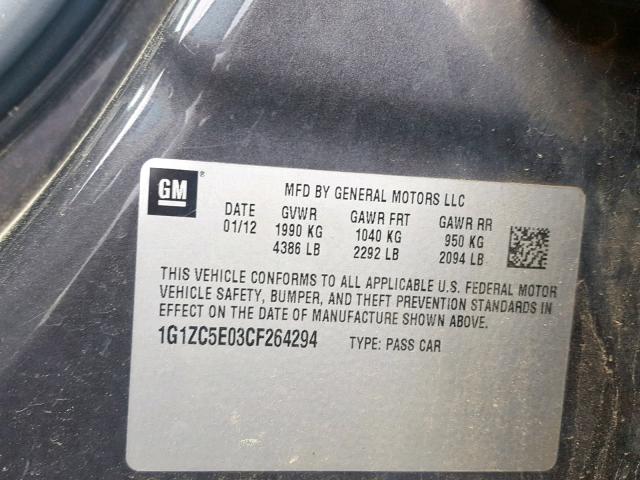 GM ®
MFD BY GENERAL MOTORS LLC
DATE GVWR GAWR FRT GAWR RR
01/12 1990 KG 1040 KG 950 KG
4386 LB 2292 LB 2094 LB
THIS VEHICLE CONFORMS TO ALL APPLICABLE U.S. FEDERAL MOTOR
VEHICLE SAFETY, BUMPER, AND THEFT PREVENTION STANDARDS IN
EFFECT ON THE DATE OF MANUFACTURE SHOWN ABOVE.
1G1ZC5E03CF264294 TYPE: PASS CAR